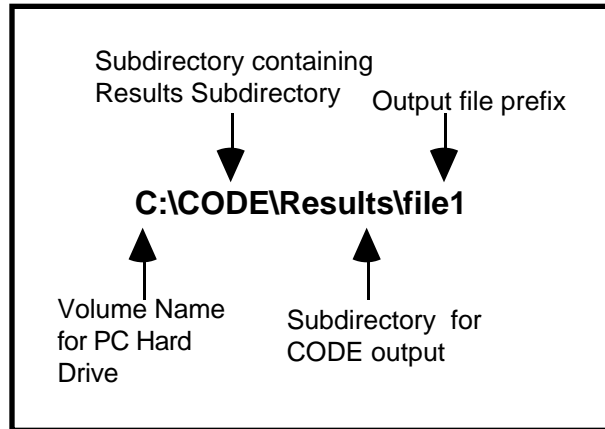 Subdirectory containing
Results Subdirectory
Output file prefix
C:\CODE\Results\file1
Volume Name
for PC Hard
Drive
Subdirectory for
CODE output